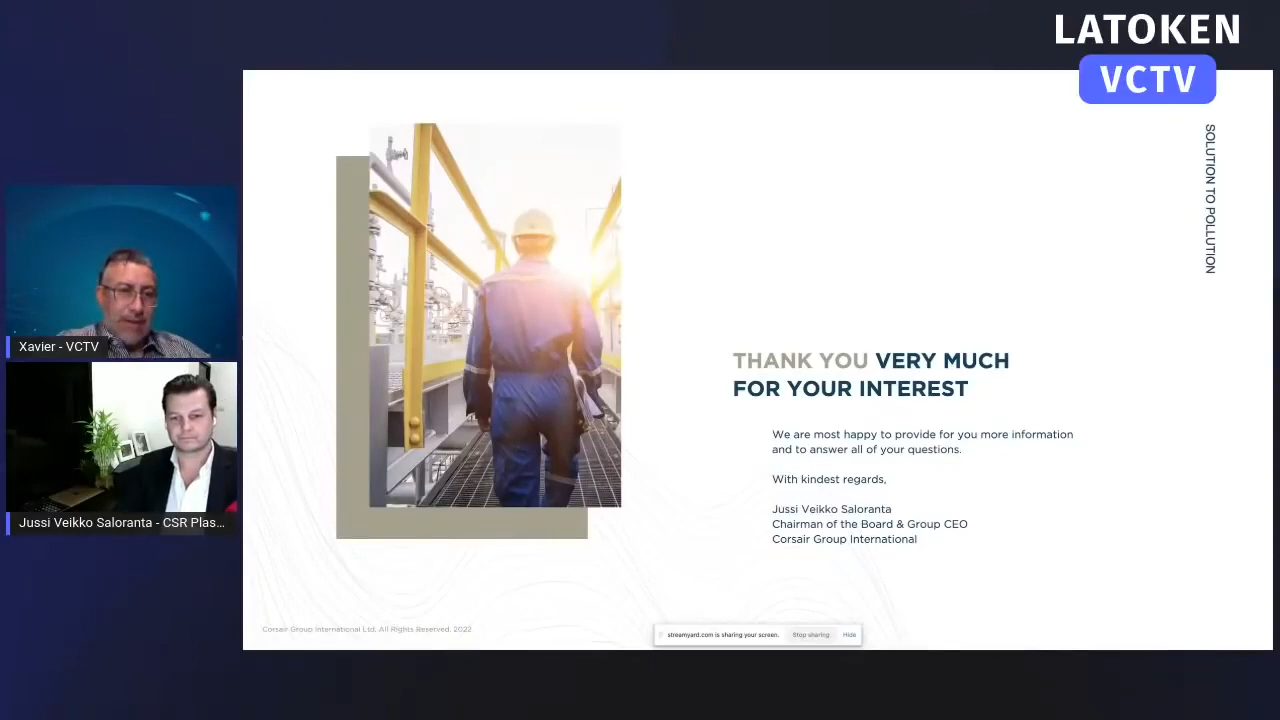 LATOKEN
VCTV
SOLUTION TO POLLUTION
Xavier - VCTV
Jussi Veikko Saloranta - CSR Plas...
THANK YOU VERY MUCH
FOR YOUR INTEREST
We are most happy to provide for you more information
and to answer all of your questions.
With kindest regards,
Jussi Veikko Saloranta
Chairman of the Board & Group CEO
Corsair Group International
Corsair Group International Ltd. All Rights Reserved. 2022
streamyard.com is sharing your screen. Stop sharing Hide